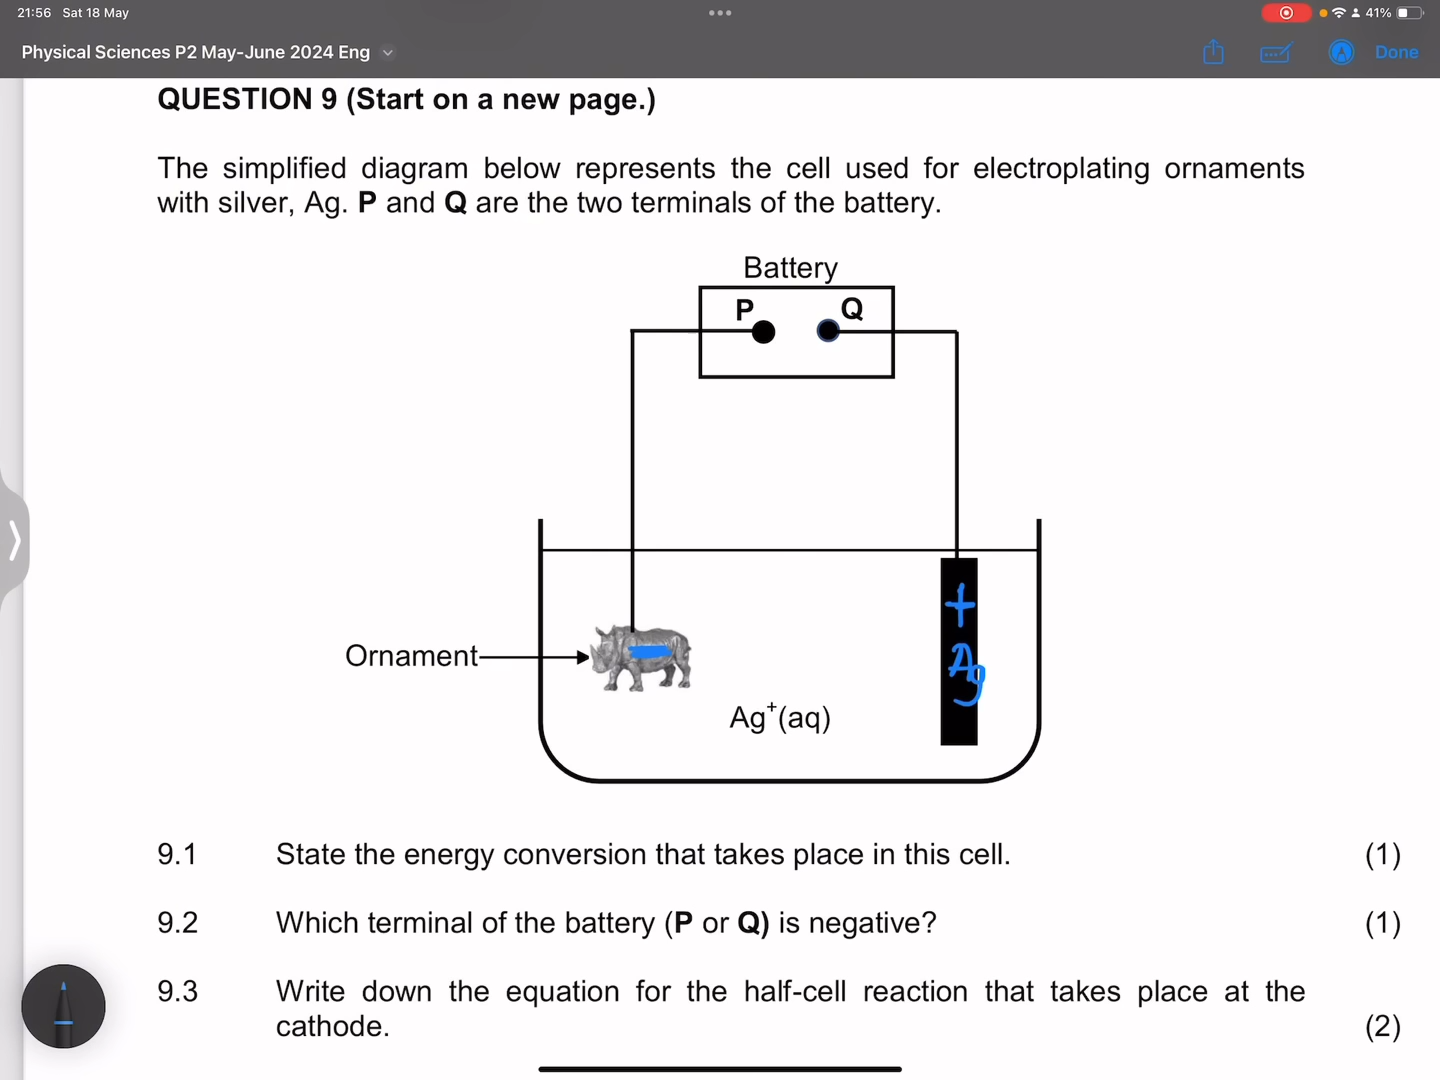 21:56 Sat 18 May
41%
Physical Sciences P2 May-June 2024 Eng
Done
QUESTION 9 (Start on a new page.)
The simplified diagram below represents the cell used for electroplating ornaments
with silver, Ag. P and Q are the two terminals of the battery.
Battery
P Q
+
Ornament
Ag
Ag⁺(aq)
9.1 State the energy conversion that takes place in this cell. (1)
9.2 Which terminal of the battery (P or Q) is negative? (1)
9.3 Write down the equation for the half-cell reaction that takes place at the
cathode. (2)